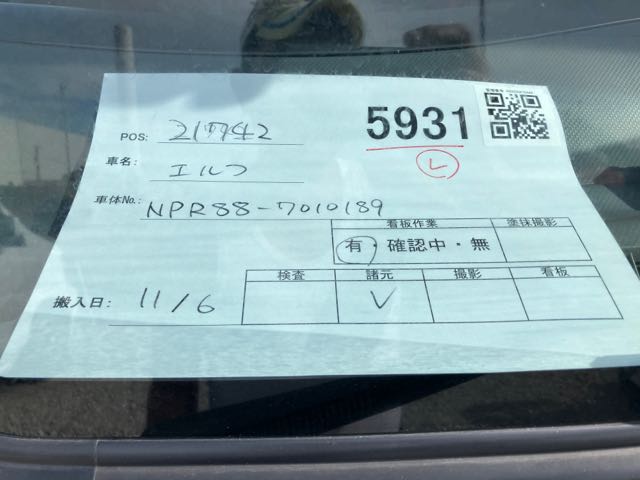 5931
レ
POS: 217742
車名: エルフ
車体No.: NPR88-7010189
看板作業 塗抹撮影
有・確認中・無
検査 諸元 撮影 看板
搬入日: 11/6 V